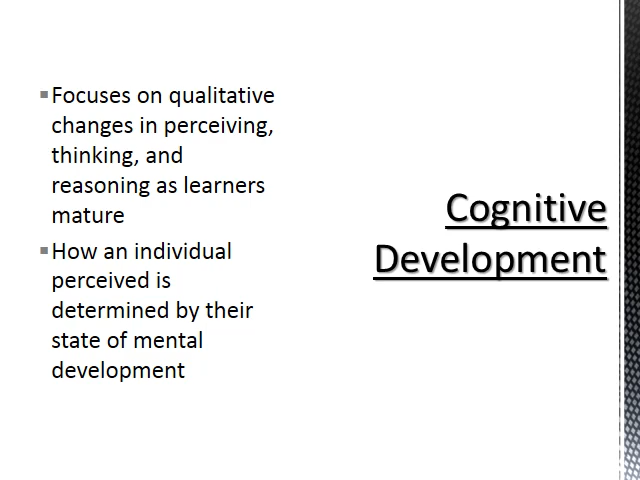 ▪Focuses on qualitative
changes in perceiving,
thinking, and
reasoning as learners
mature
▪How an individual
perceived is
determined by their
state of mental
development
Cognitive
Development